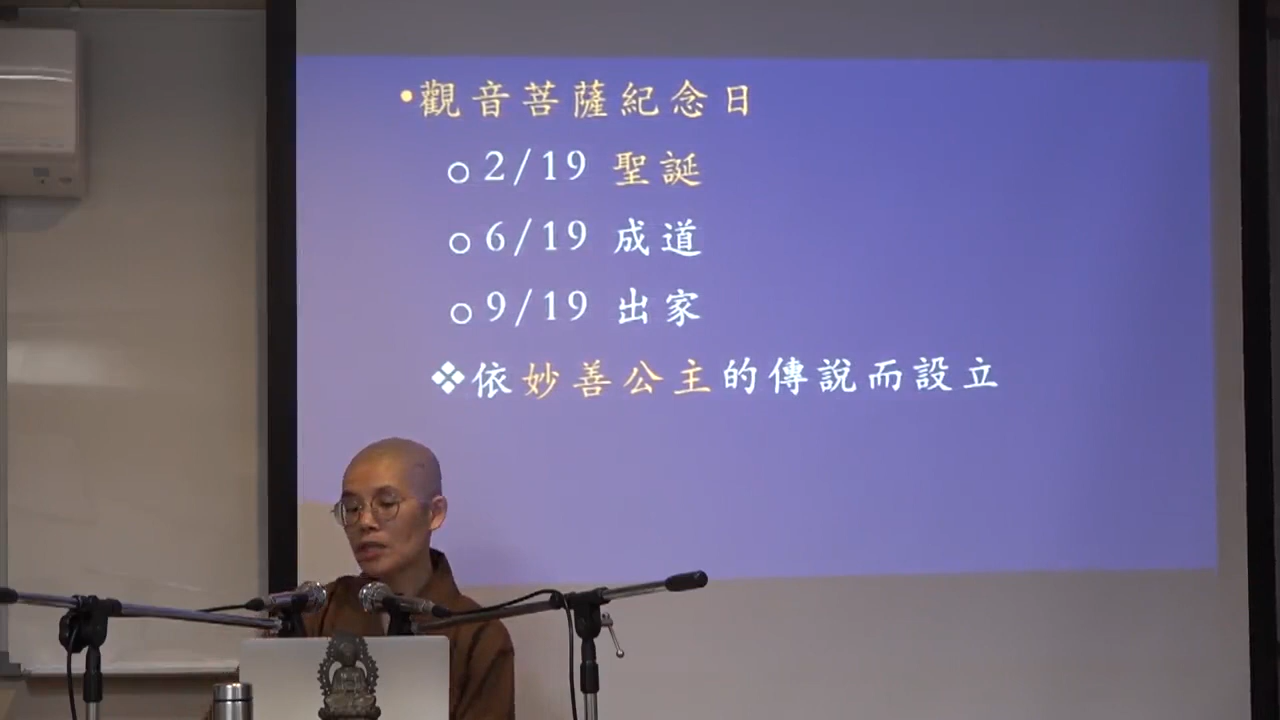 •觀音菩薩紀念日
○2/19 聖誕
○6/19 成道
○9/19 出家
❖依妙善公主的傳說而設立